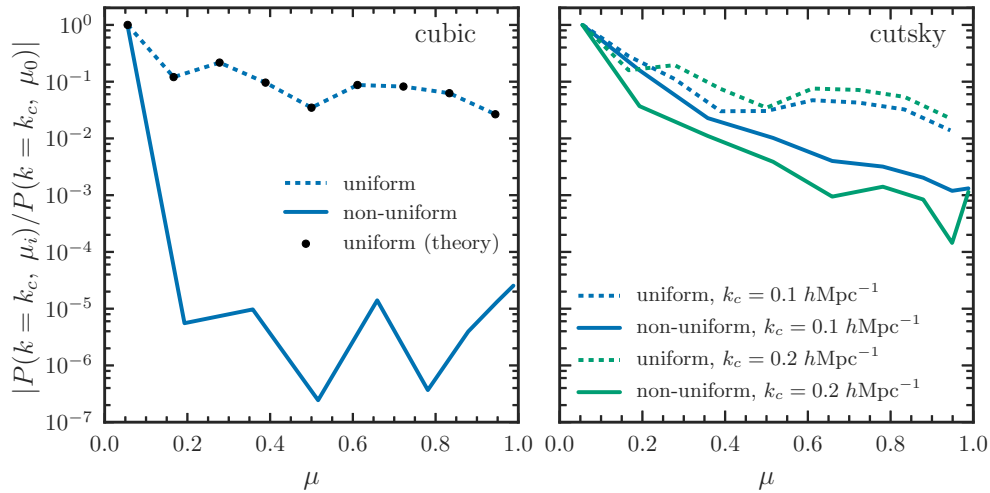 |P(k = k_c, μ_i)/P(k = k_c, μ_0)|
10^0
10^−1
10^−2
10^−3
10^−4
10^−5
10^−6
10^−7
cubic
uniform
non-uniform
uniform (theory)
0.0 0.2 0.4 0.6 0.8 1.0
μ
cutsky
uniform, k_c = 0.1 hMpc^−1
non-uniform, k_c = 0.1 hMpc^−1
uniform, k_c = 0.2 hMpc^−1
non-uniform, k_c = 0.2 hMpc^−1
0.0 0.2 0.4 0.6 0.8 1.0
μ